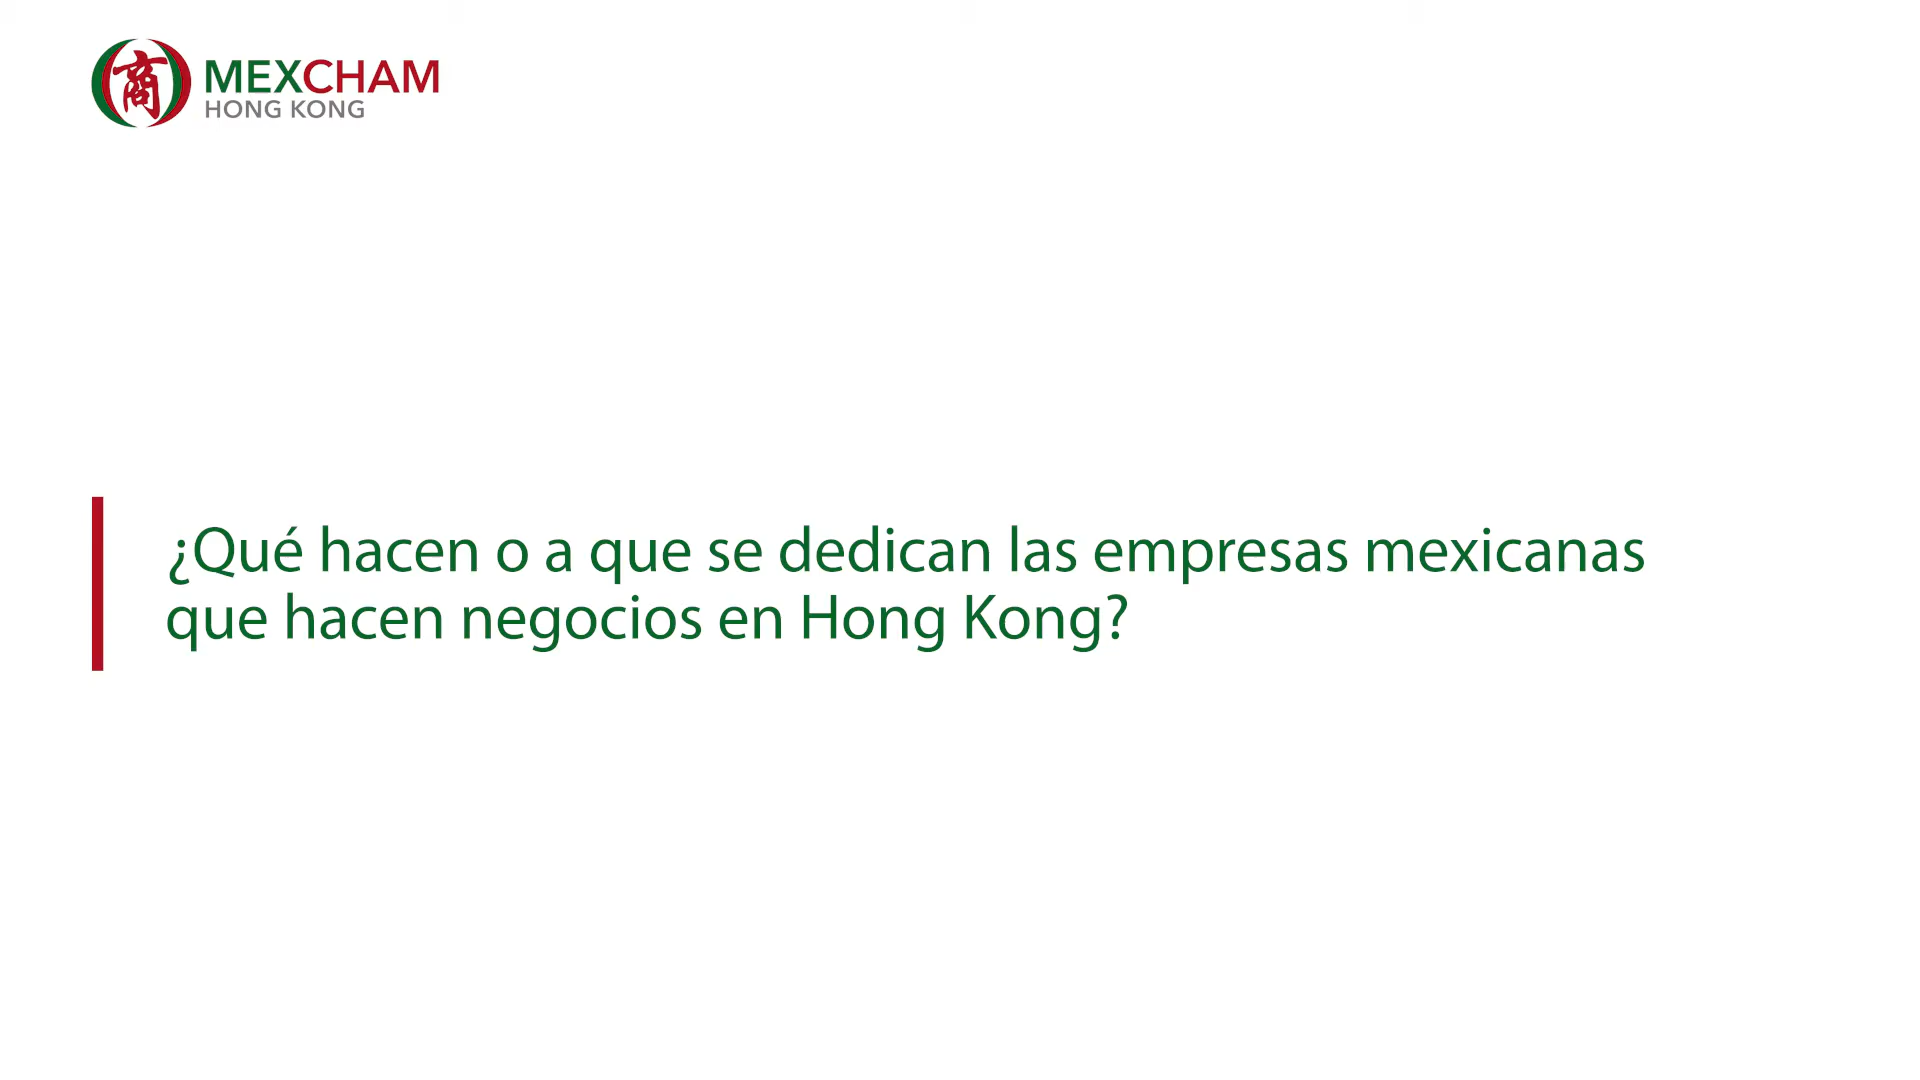 商
MEXCHAM
HONG KONG
¿Qué hacen o a que se dedican las empresas mexicanas
que hacen negocios en Hong Kong?